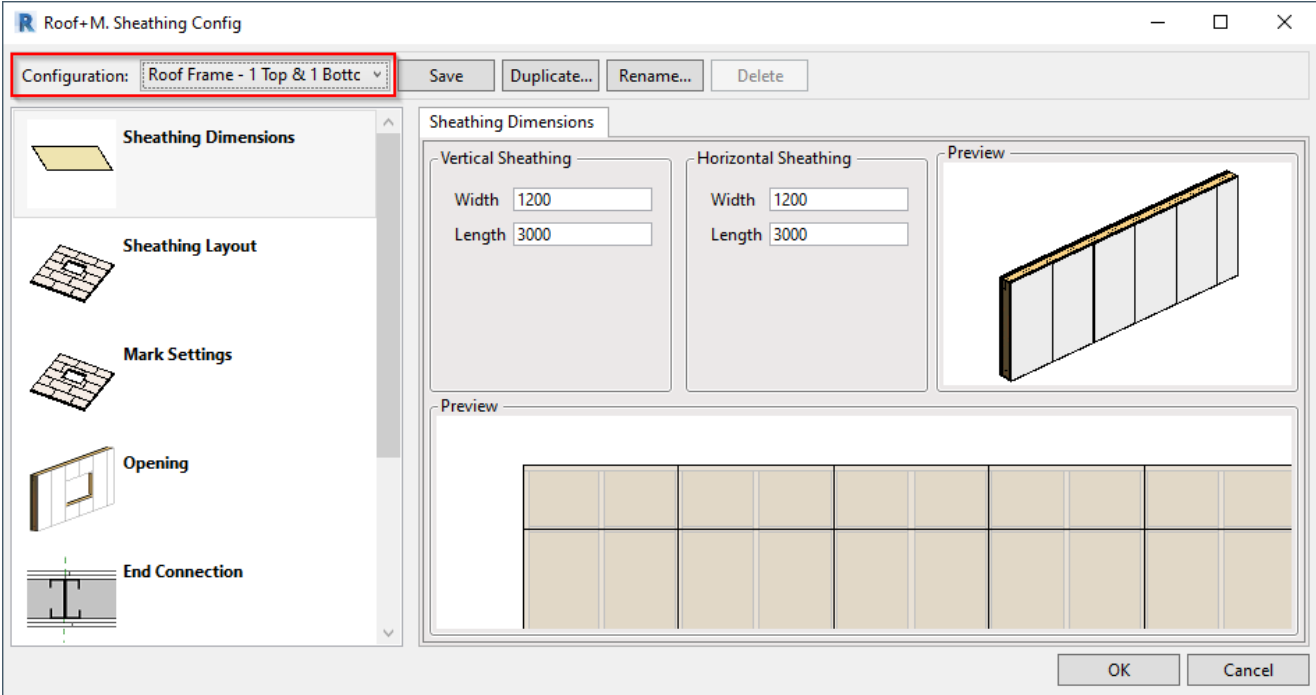 Roof+M. Sheathing Config
Configuration: Roof Frame - 1 Top & 1 Bottc Save Duplicate... Rename... Delete
Sheathing Dimensions
Sheathing Layout
Mark Settings
Opening
End Connection
Sheathing Dimensions
Vertical Sheathing
Width 1200
Length 3000
Horizontal Sheathing
Width 1200
Length 3000
Preview
Preview
OK Cancel